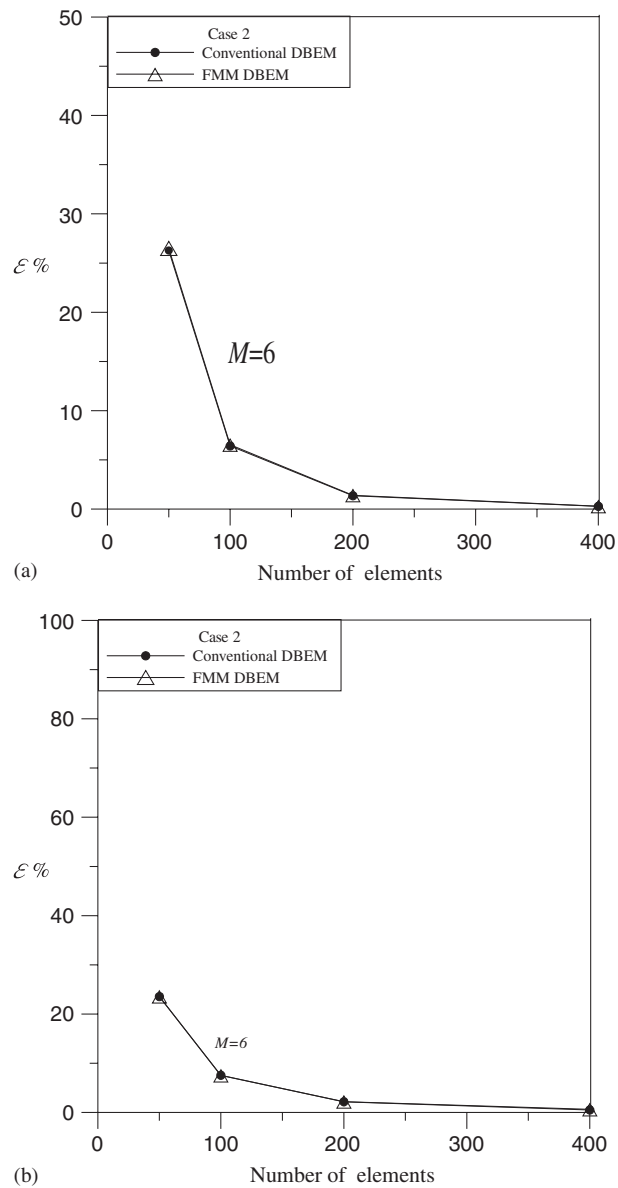 50
Case 2
Conventional DBEM
FMM DBEM
40
30
ℰ %
20
M=6
10
0
0 100 200 300 400
(a)
Number of elements
100
Case 2
Conventional DBEM
FMM DBEM
80
60
ℰ %
40
20
M=6
0
0 100 200 300 400
(b)
Number of elements